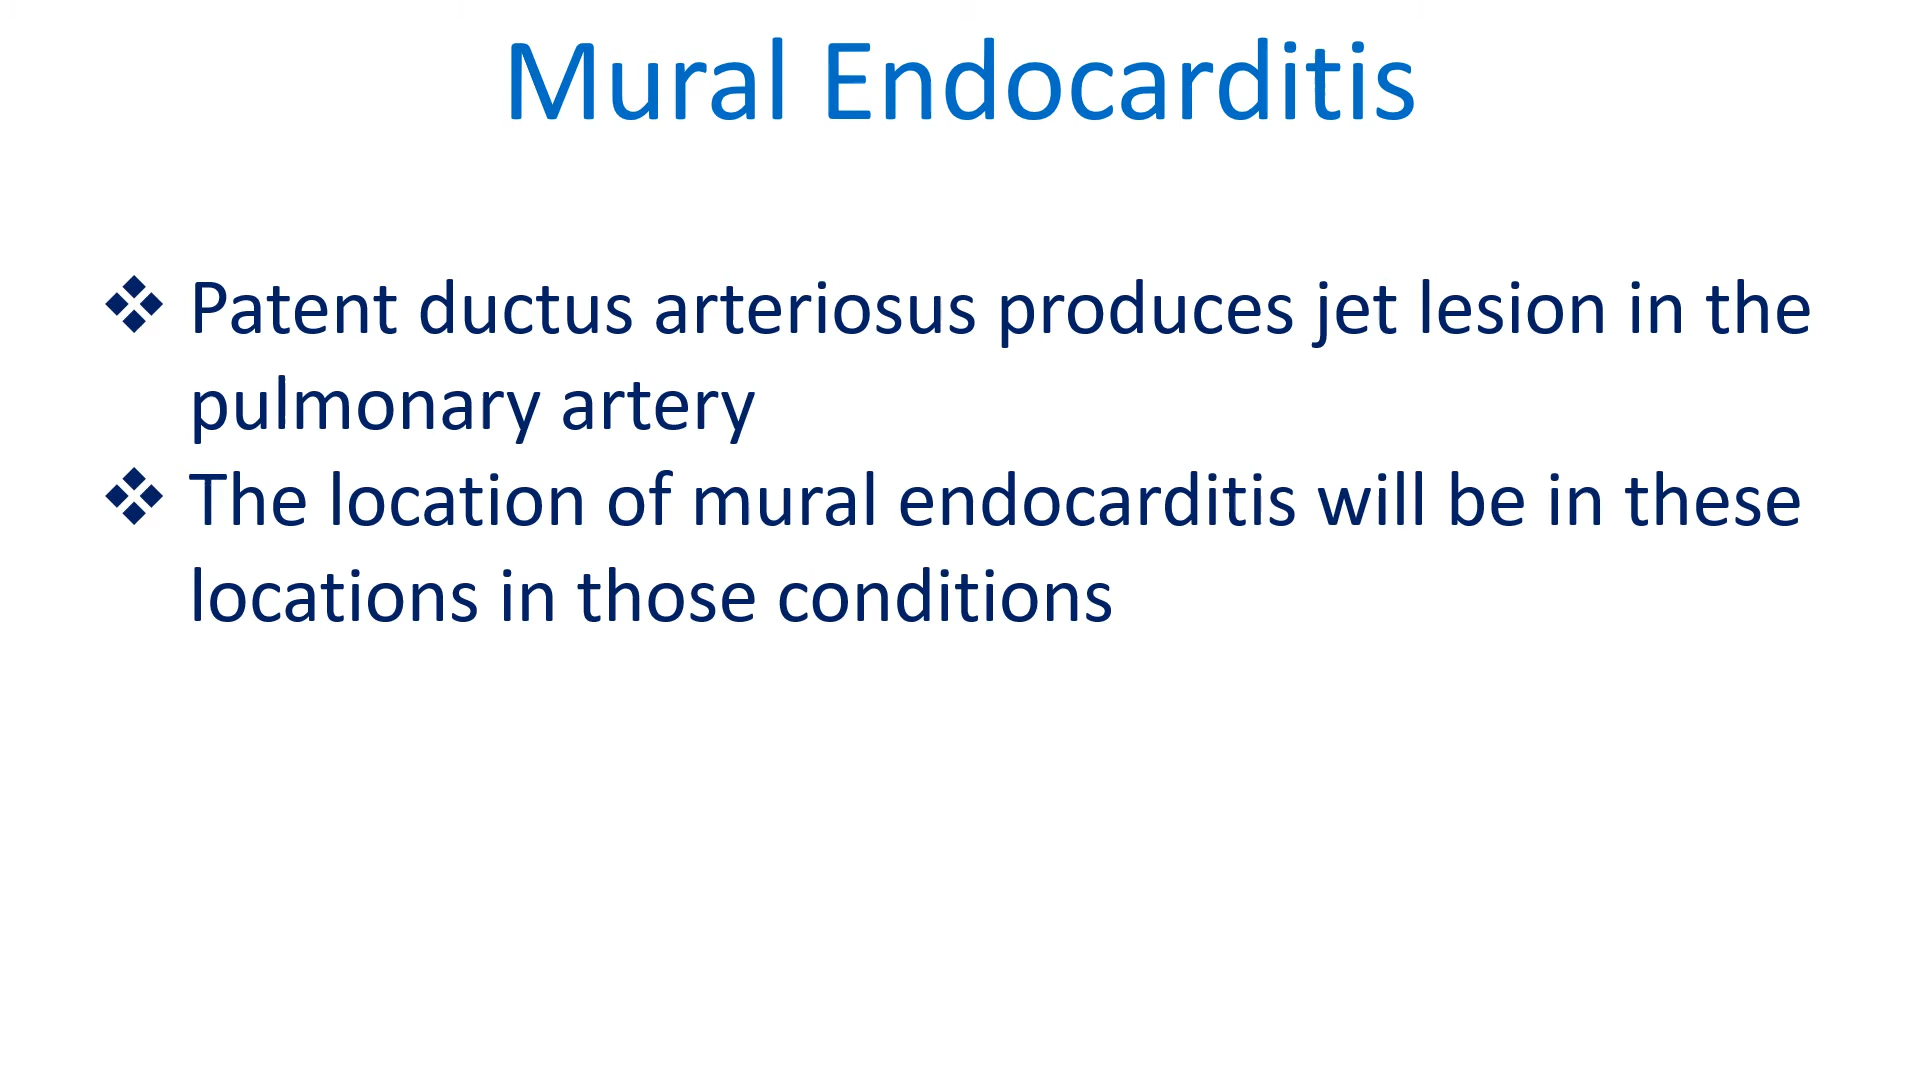 Mural Endocarditis
❖ Patent ductus arteriosus produces jet lesion in the
pulmonary artery
❖ The location of mural endocarditis will be in these
locations in those conditions